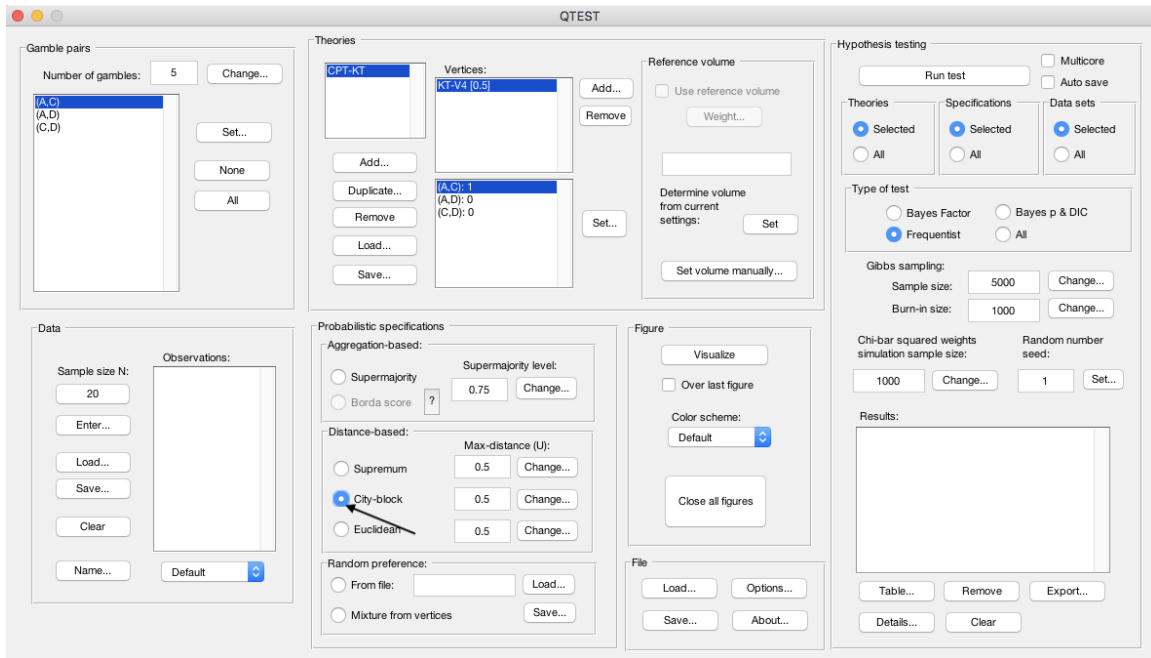 QTEST
Gamble pairs
Number of gambles: 5 Change...
(A,C)
(A,D)
(C,D)
Set...
None
All
Theories
CPT-KT
Vertices:
KT-V4 [0.5]
Add...
Remove
Add...
Duplicate...
Remove
Load...
Save...
(A,C): 1
(A,D): 0
(C,D): 0
Set...
Reference volume
Use reference volume
Weight...
Determine volume
from current
settings: Set
Set volume manually...
Hypothesis testing
Run test
Multicore
Auto save
Theories
Selected
All
Specifications
Selected
All
Data sets
Selected
All
Type of test
Bayes Factor Bayes p & DIC
Frequentist All
Gibbs sampling:
Sample size: 5000 Change...
Burn-in size: 1000 Change...
Chi-bar squared weights
simulation sample size:
1000 Change...
Random number
seed:
1 Set...
Results:
Table... Remove Export...
Details... Clear
Data
Sample size N:
20
Enter...
Load...
Save...
Clear
Name... Default
Observations:
Probabilistic specifications
Aggregation-based:
Supermajority level:
Supermajority
0.75 Change...
Borda score ?
Distance-based:
Max-distance (U):
Supremum 0.5 Change...
City-block 0.5 Change...
Euclidean 0.5 Change...
Random preference:
From file: Load...
Mixture from vertices Save...
Figure
Visualize
Over last figure
Color scheme:
Default
Close all figures
File
Load... Options...
Save... About...